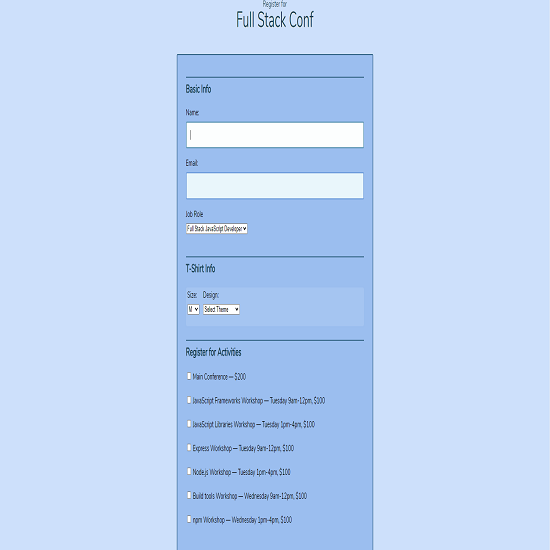 Register for
Full Stack Conf
Basic Info
Name:
Email:
Job Role
Full Stack JavaScript Developer
T-Shirt Info
Size: Design:
M Select Theme
Register for Activities
Main Conference — $200
JavaScript Frameworks Workshop — Tuesday 9am-12pm, $100
JavaScript Libraries Workshop — Tuesday 1pm-4pm, $100
Express Workshop — Tuesday 9am-12pm, $100
Node.js Workshop — Tuesday 1pm-4pm, $100
Build tools Workshop — Wednesday 9am-12pm, $100
npm Workshop — Wednesday 1pm-4pm, $100